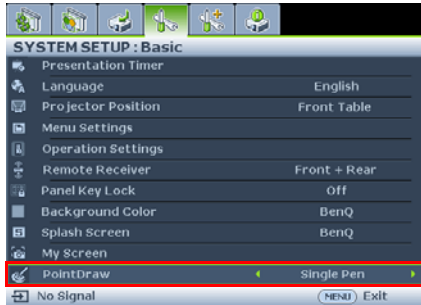 SYSTEM SETUP : Basic
Presentation Timer
Language English
Projector Position Front Table
Menu Settings
Operation Settings
Remote Receiver Front + Rear
Panel Key Lock Off
Background Color BenQ
Splash Screen BenQ
My Screen
PointDraw Single Pen
No Signal MENU Exit